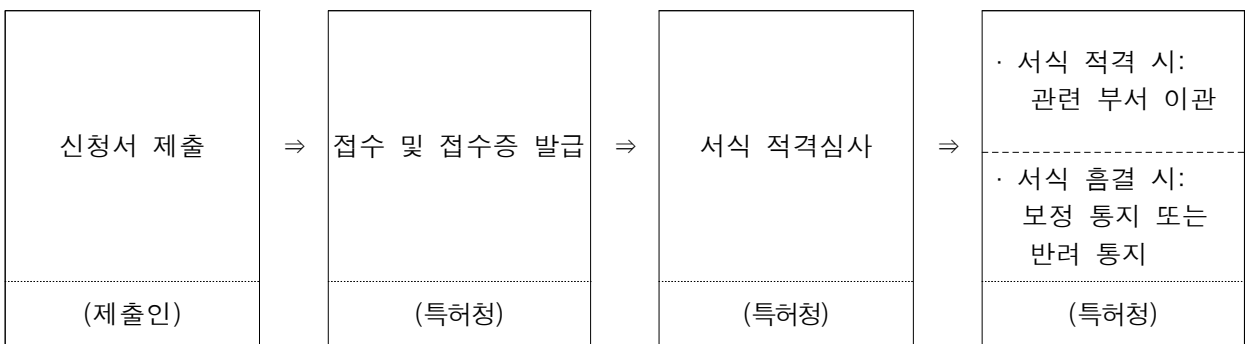 신청서 제출
(제출인)
⇒
접수 및 접수증 발급
(특허청)
⇒
서식 적격심사
(특허청)
⇒
· 서식 적격 시:
관련 부서 이관
· 서식 흠결 시:
보정 통지 또는
반려 통지
(특허청)